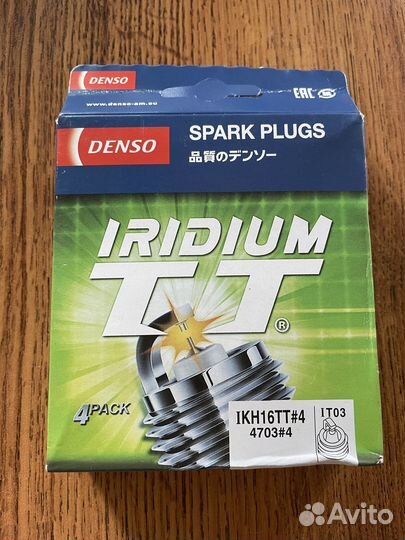 DENSO
www.denso-am.eu
EAC
DENSO
SPARK PLUGS
品質のデンソー
IRIDIUM
TT®
4PACK
IKH16TT#4
4703#4
IT03
Avito